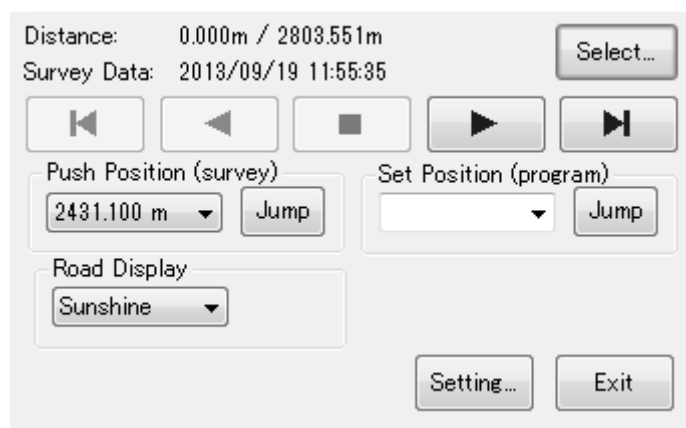 Distance: 0.000m / 2803.551m
Select...
Survey Data: 2013/09/19 11:55:35
Push Position (survey)
Set Position (program)
2431.100 m
Jump
Jump
Road Display
Sunshine
Setting...
Exit